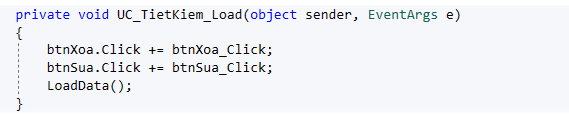 private void UC_TietKiem_Load(object sender, EventArgs e)
{
    btnXoa.Click += btnXoa_Click;
    btnSua.Click += btnSua_Click;
    LoadData();
}